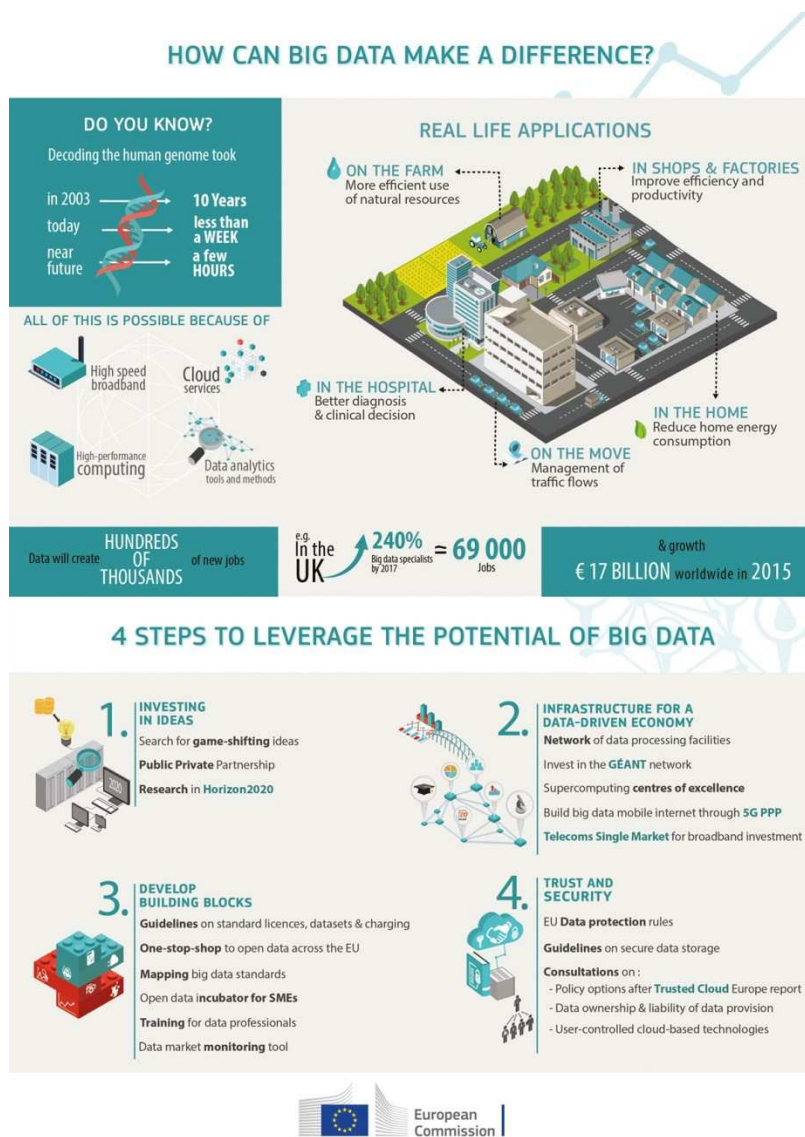 HOW CAN BIG DATA MAKE A DIFFERENCE?
DO YOU KNOW?
Decoding the human genome took
in 2003
10 Years
today
less than
a WEEK
near
future
a few
HOURS
ALL OF THIS IS POSSIBLE BECAUSE OF
High speed
broadband
Cloud
services
High-performance
computing
Data analytics
tools and methods
REAL LIFE APPLICATIONS
ON THE FARM
More efficient use
of natural resources
IN SHOPS & FACTORIES
Improve efficiency and
productivity
IN THE HOSPITAL
Better diagnosis
& clinical decision
ON THE MOVE
Management of
traffic flows
IN THE HOME
Reduce home energy
consumption
Data will create
HUNDREDS
OF
THOUSANDS
of new jobs
e.g.
In the
UK
240%
Big data specialists
by 2017
= 69 000
Jobs
& growth
€ 17 BILLION worldwide in 2015
4 STEPS TO LEVERAGE THE POTENTIAL OF BIG DATA
1.
INVESTING
IN IDEAS
Search for game-shifting ideas
Public Private Partnership
Research in Horizon2020
2020
2.
INFRASTRUCTURE FOR A
DATA-DRIVEN ECONOMY
Network of data processing facilities
Invest in the GÉANT network
Supercomputing centres of excellence
Build big data mobile internet through 5G PPP
Telecoms Single Market for broadband investment
3.
DEVELOP
BUILDING BLOCKS
Guidelines on standard licences, datasets & charging
One-stop-shop to open data across the EU
Mapping big data standards
Open data incubator for SMEs
Training for data professionals
Data market monitoring tool
4.
TRUST AND
SECURITY
EU Data protection rules
Guidelines on secure data storage
Consultations on :
- Policy options after Trusted Cloud Europe report
- Data ownership & liability of data provision
- User-controlled cloud-based technologies
European
Commission